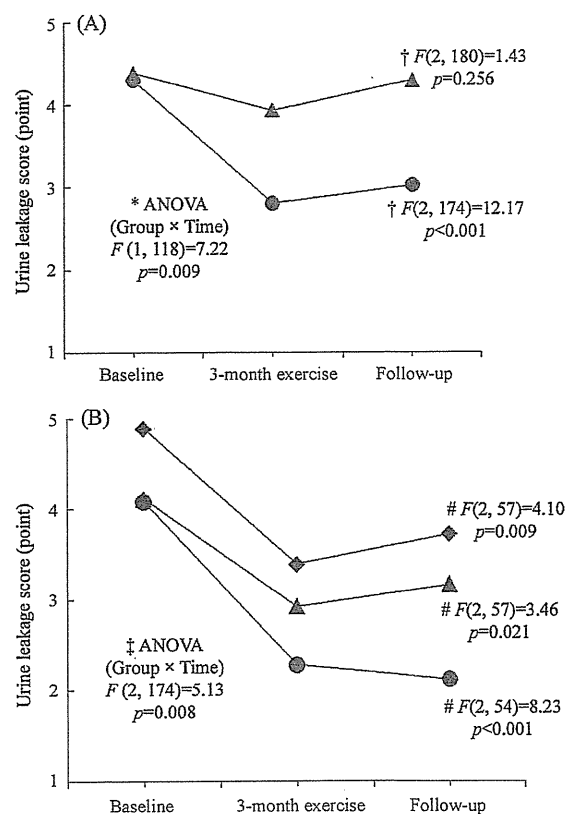 (A)
Urine leakage score (point)
5
4
3
2
1
† F(2, 180)=1.43
p=0.256
† F(2, 174)=12.17
p<0.001
* ANOVA
(Group × Time)
F (1, 118)=7.22
p=0.009
Baseline 3-month exercise Follow-up
(B)
Urine leakage score (point)
5
4
3
2
1
# F(2, 57)=4.10
p=0.009
# F(2, 57)=3.46
p=0.021
# F(2, 54)=8.23
p<0.001
‡ ANOVA
(Group × Time)
F (2, 174)=5.13
p=0.008
Baseline 3-month exercise Follow-up